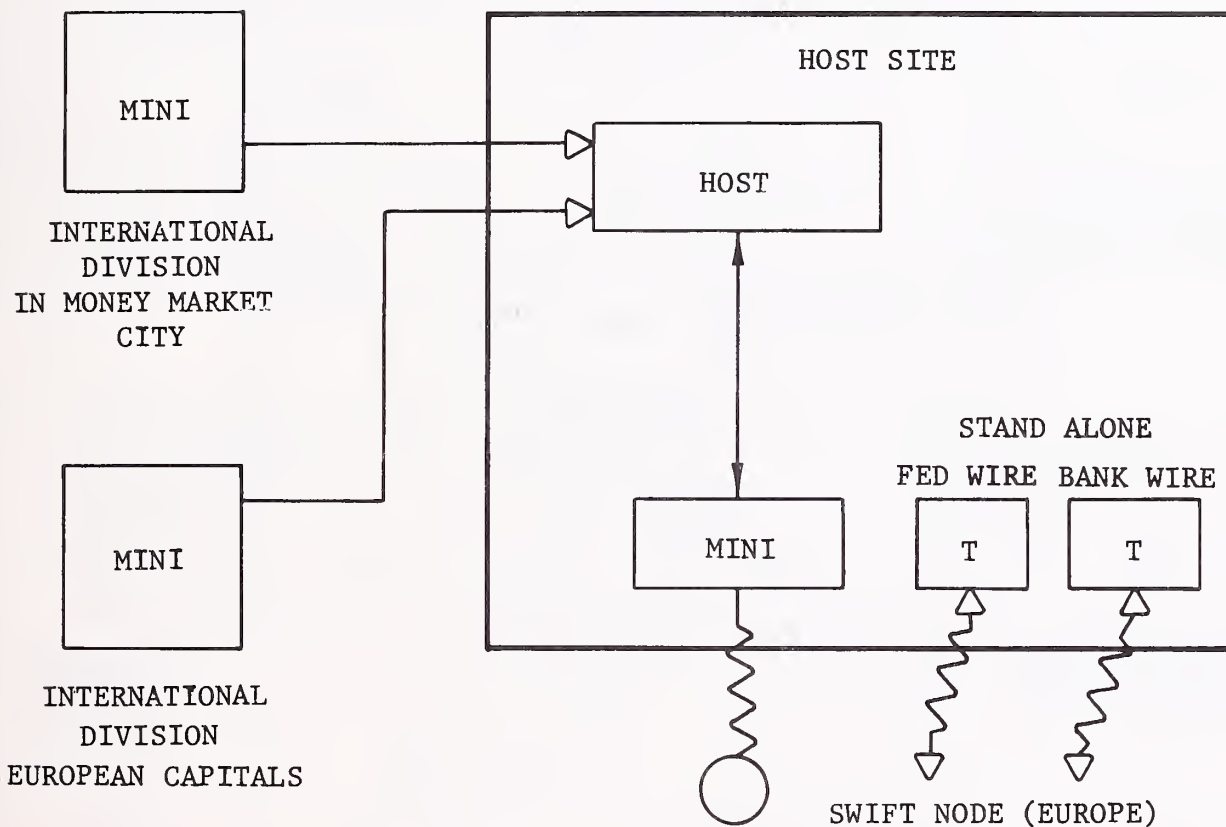 HOST SITE
MINI
HOST
INTERNATIONAL
DIVISION
IN MONEY MARKET
CITY
STAND ALONE
FED WIRE BANK WIRE
MINI
MINI
T
T
INTERNATIONAL
DIVISION
EUROPEAN CAPITALS
SWIFT NODE (EUROPE)